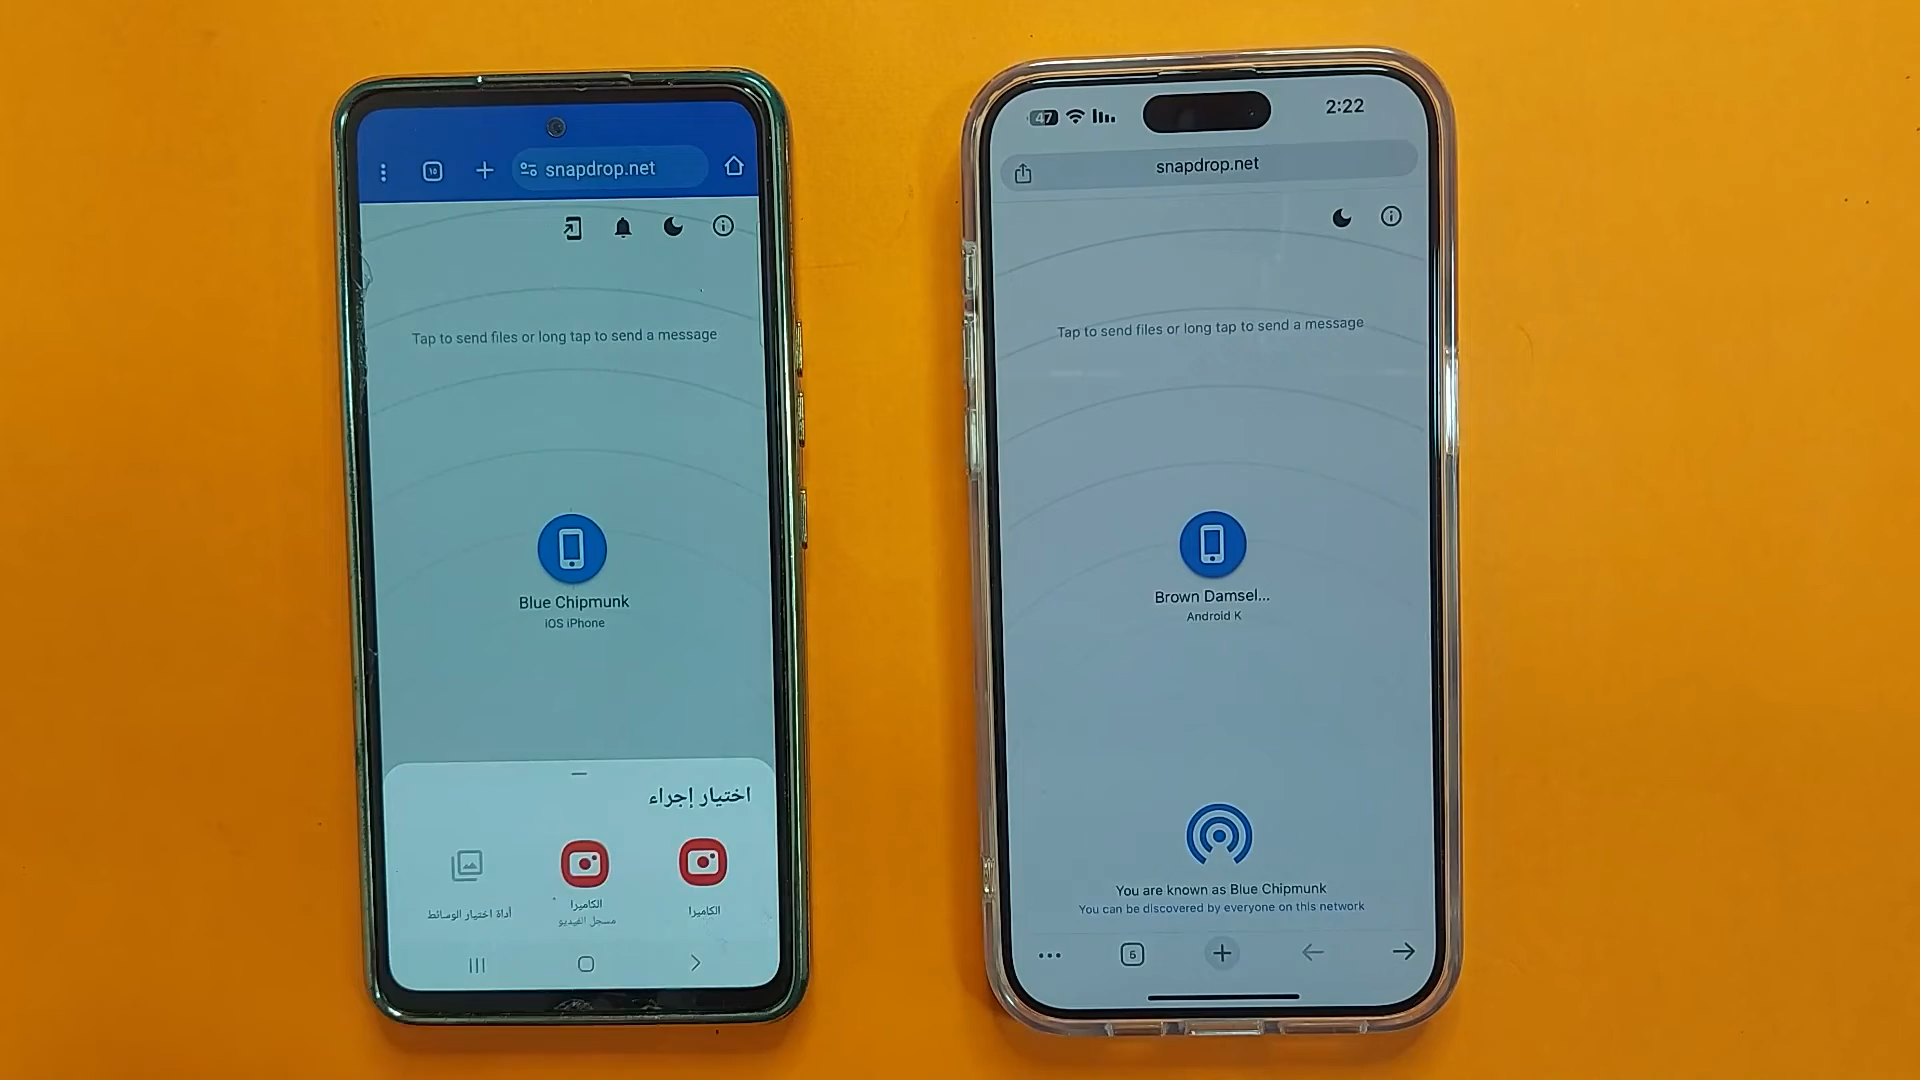 10
snapdrop.net
Tap to send files or long tap to send a message
Blue Chipmunk
iOS iPhone
اختيار إجراء
الكاميرا
الكاميرا
مسجل الفيديو
أداة اختيار الوسائط
47
2:22
snapdrop.net
Tap to send files or long tap to send a message
Brown Damsel...
Android K
You are known as Blue Chipmunk
You can be discovered by everyone on this network
6